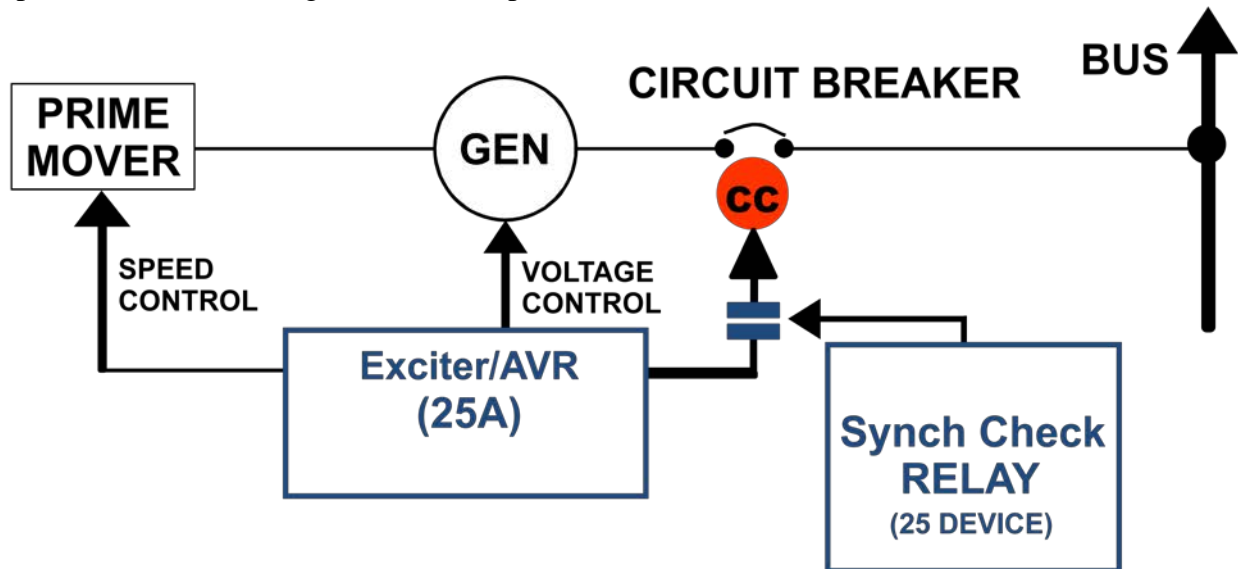 BUS
CIRCUIT BREAKER
PRIME
MOVER
GEN
cc
SPEED
CONTROL
VOLTAGE
CONTROL
Exciter/AVR
(25A)
Synch Check
RELAY
(25 DEVICE)